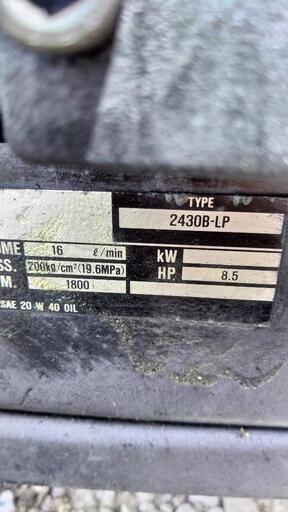 TYPE
2430B-LP
UME 16 ℓ/min kW
SS. 200kg/cm²(19.6MPa) HP 8.5
M. 1800
SAE 20 W 40 OIL